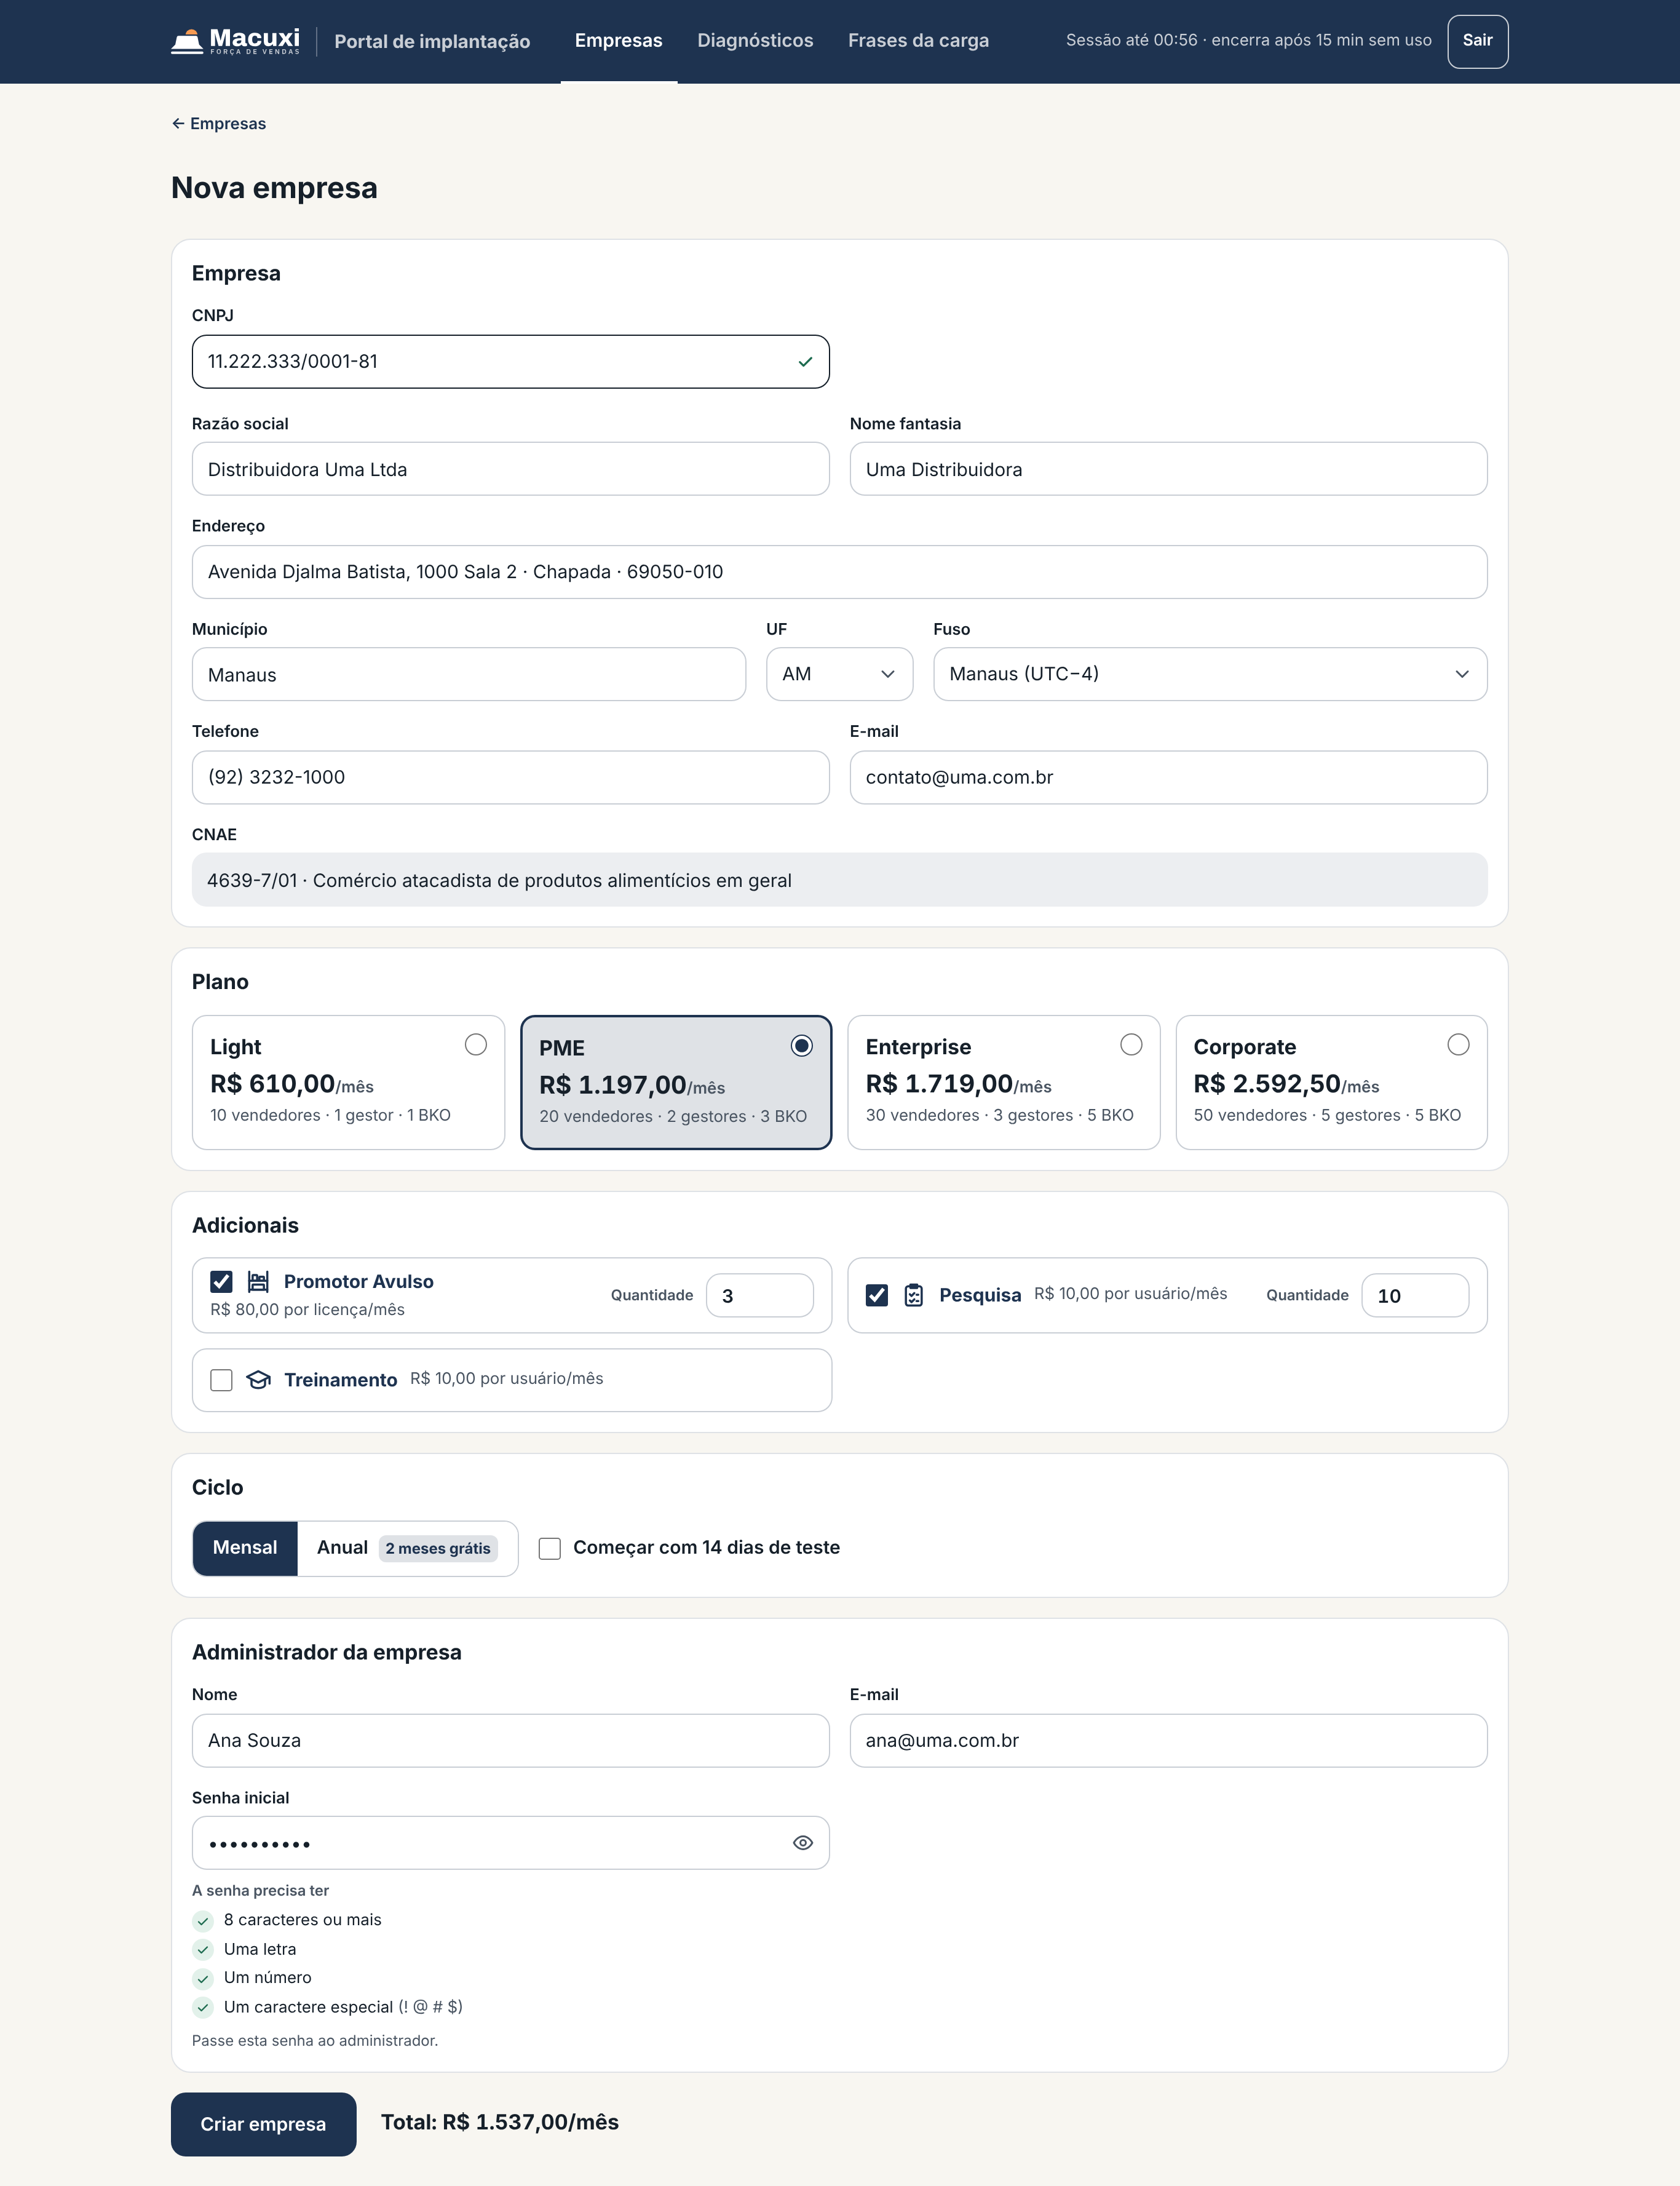 Macuxi
FORÇA DE VENDAS
Portal de implantação
Empresas
Diagnósticos
Frases da carga
Sessão até 00:56 · encerra após 15 min sem uso
Sair
← Empresas
Nova empresa
Empresa
CNPJ
11.222.333/0001-81
Razão social
Nome fantasia
Distribuidora Uma Ltda
Uma Distribuidora
Endereço
Avenida Djalma Batista, 1000 Sala 2 · Chapada · 69050-010
Município
UF
Fuso
Manaus
AM
Manaus (UTC−4)
Telefone
E-mail
(92) 3232-1000
contato@uma.com.br
CNAE
4639-7/01 · Comércio atacadista de produtos alimentícios em geral
Plano
Light
R$ 610,00/mês
10 vendedores · 1 gestor · 1 BKO
PME
R$ 1.197,00/mês
20 vendedores · 2 gestores · 3 BKO
Enterprise
R$ 1.719,00/mês
30 vendedores · 3 gestores · 5 BKO
Corporate
R$ 2.592,50/mês
50 vendedores · 5 gestores · 5 BKO
Adicionais
Promotor Avulso
R$ 80,00 por licença/mês
Quantidade
3
Pesquisa
R$ 10,00 por usuário/mês
Quantidade
10
Treinamento
R$ 10,00 por usuário/mês
Ciclo
Mensal
Anual
2 meses grátis
Começar com 14 dias de teste
Administrador da empresa
Nome
E-mail
Ana Souza
ana@uma.com.br
Senha inicial
••••••••••
A senha precisa ter
8 caracteres ou mais
Uma letra
Um número
Um caractere especial (! @ # $)
Passe esta senha ao administrador.
Criar empresa
Total: R$ 1.537,00/mês